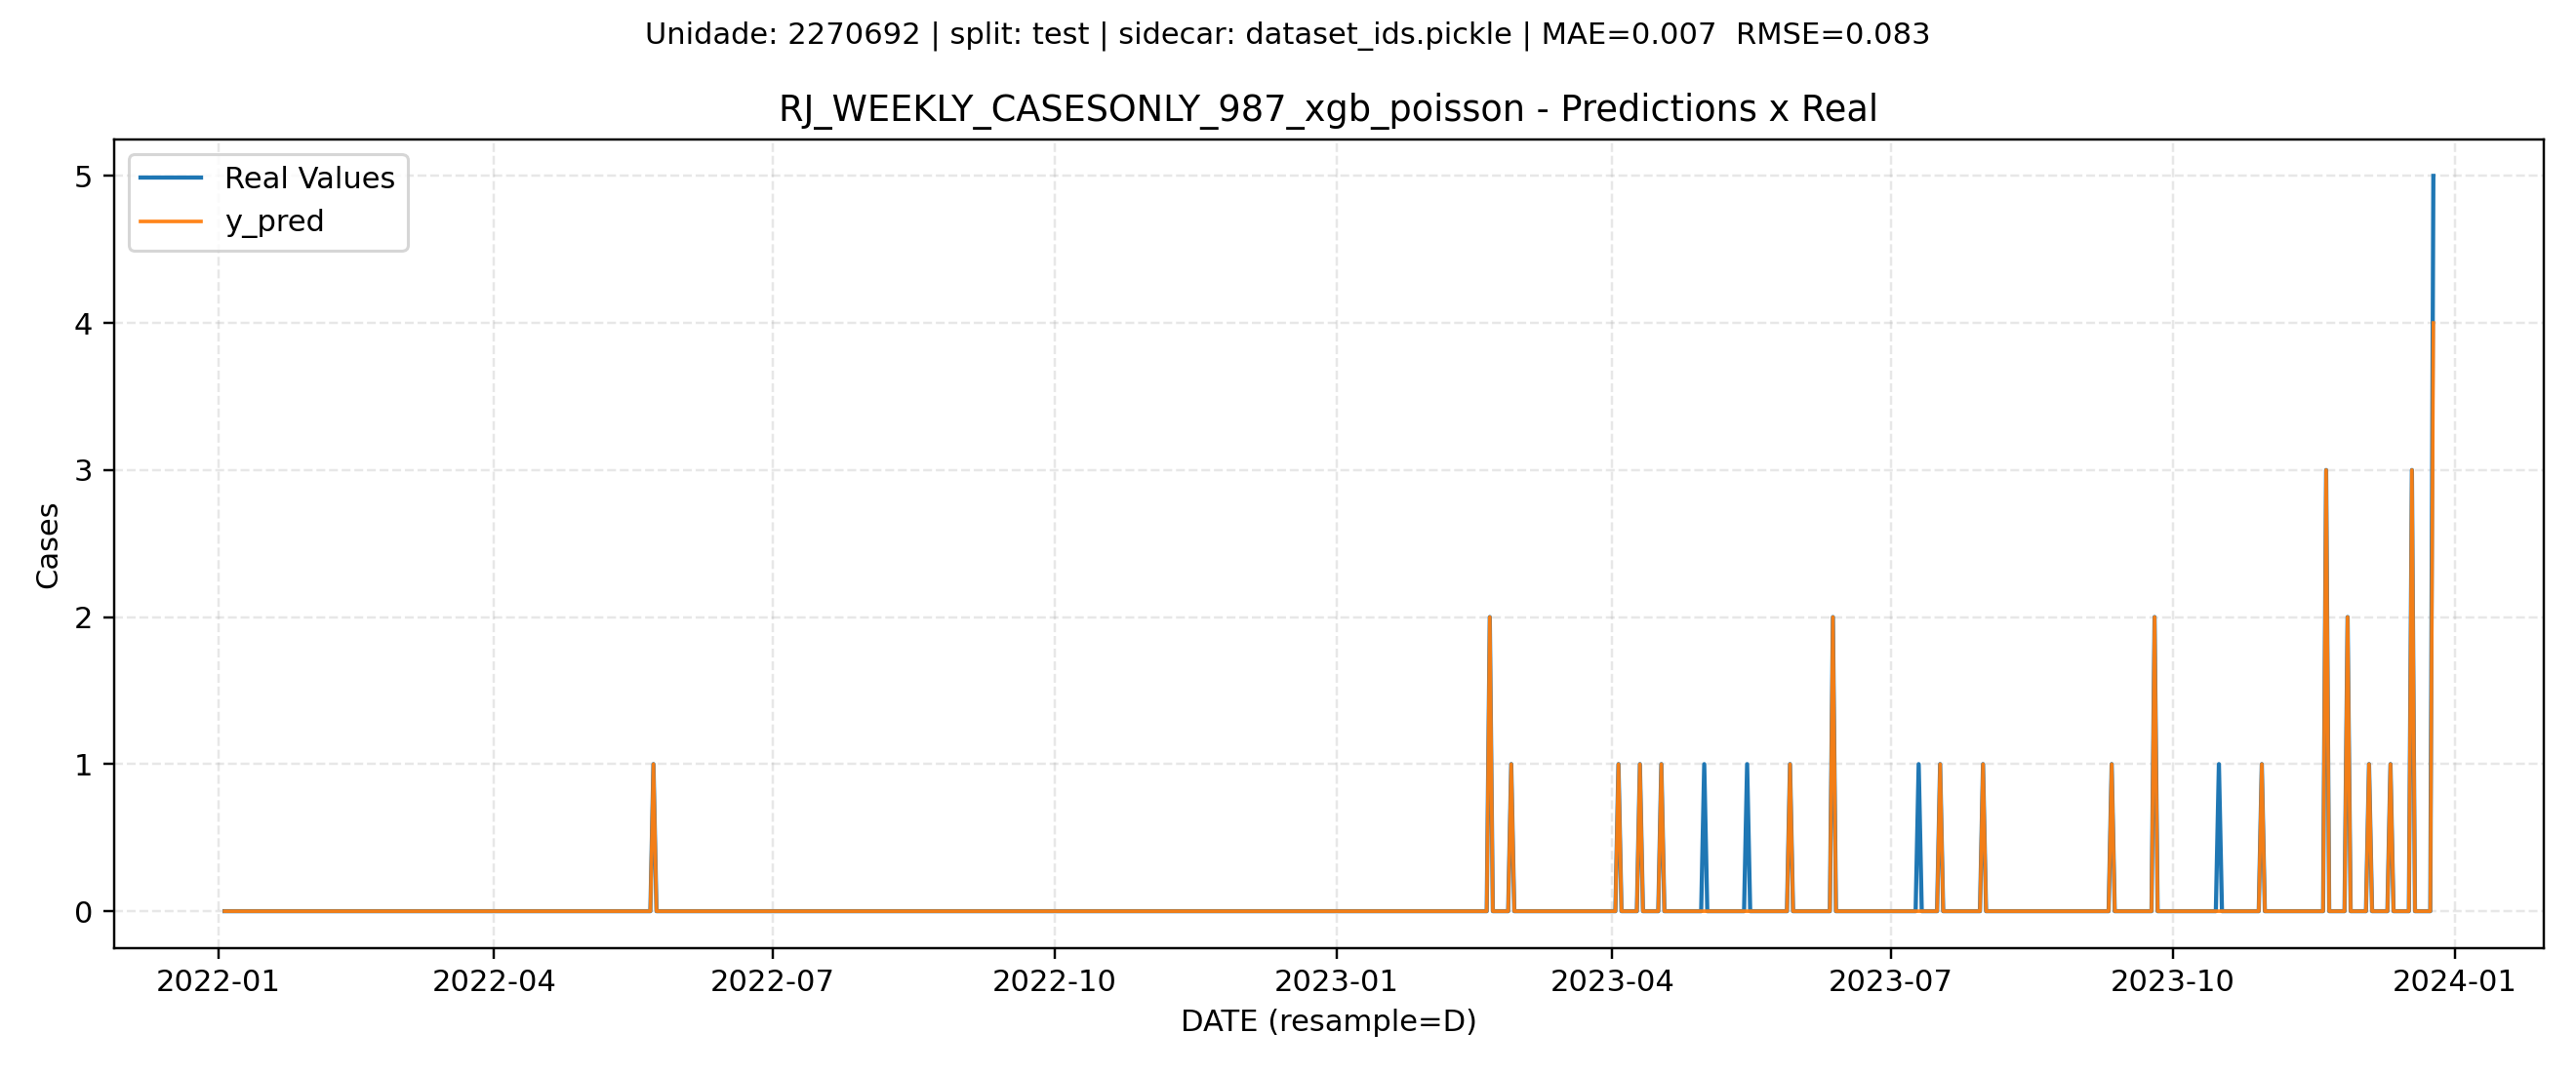 Unidade: 2270692 | split: test | sidecar: dataset_ids.pickle | MAE=0.007  RMSE=0.083
RJ_WEEKLY_CASESONLY_987_xgb_poisson - Predictions x Real
Real Values
y_pred
5
4
3
2
1
0
Cases
2022-01
2022-04
2022-07
2022-10
2023-01
2023-04
2023-07
2023-10
2024-01
DATE (resample=D)